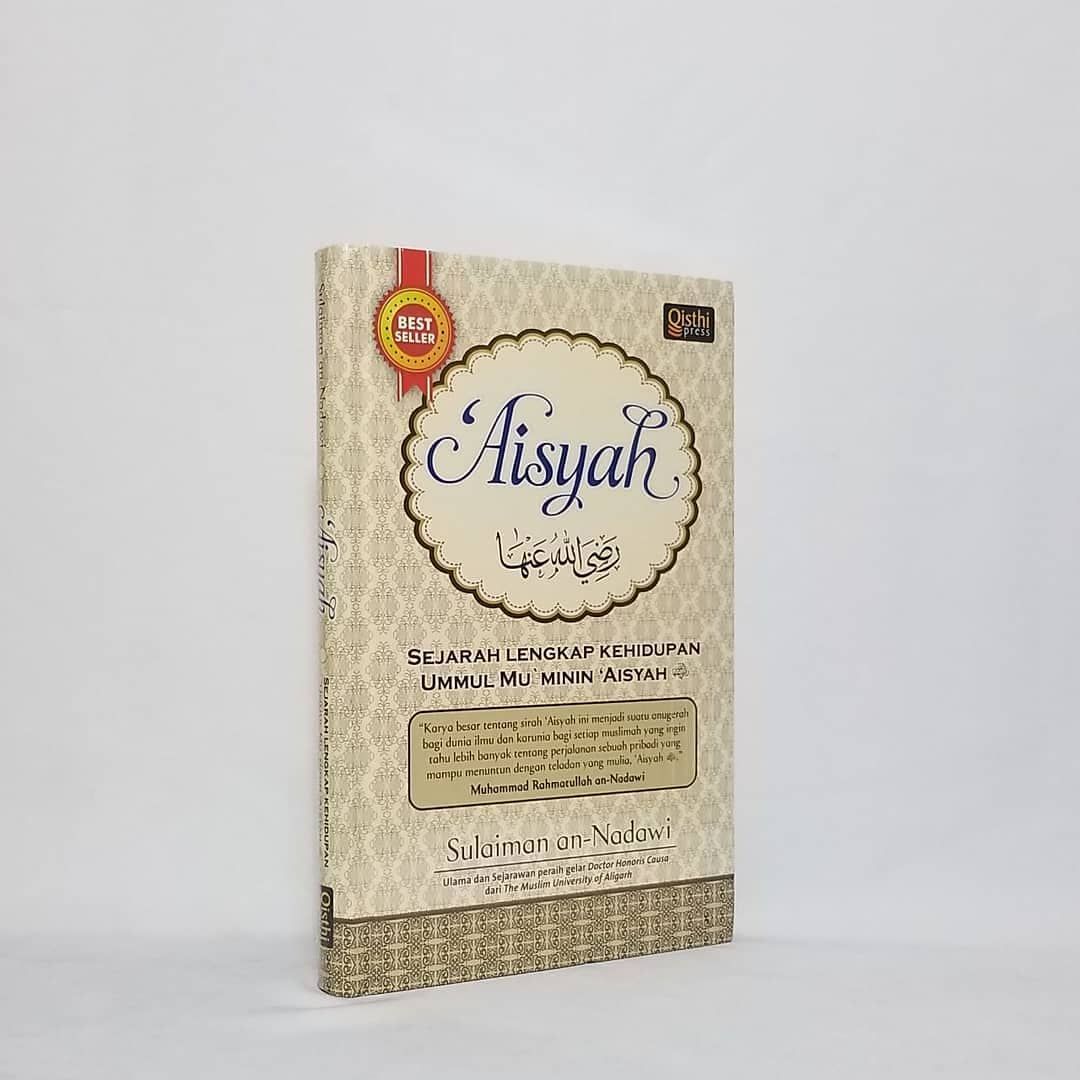 BEST
SELLER
Qisthi
press
‘Aisyah
رَضِيَ اللهُ عَنْهَا
SEJARAH LENGKAP KEHIDUPAN
UMMUL MU`MININ ‘AISYAH
"Karya besar tentang sirah ‘Aisyah ini menjadi suatu anugerah
bagi dunia ilmu dan karunia bagi setiap muslimah yang ingin
tahu lebih banyak tentang perjalanan sebuah pribadi yang
mampu menuntun dengan teladan yang mulia, ‘Aisyah ."
Muhammad Rahmatullah an-Nadawi
Sulaiman an-Nadawi
Ulama dan Sejarawan peraih gelar Doctor Honoris Causa
dari The Muslim University of Aligarh
Sulaiman an-Nadawi
‘Aisyah
SEJARAH LENGKAP KEHIDUPAN
Qisthi